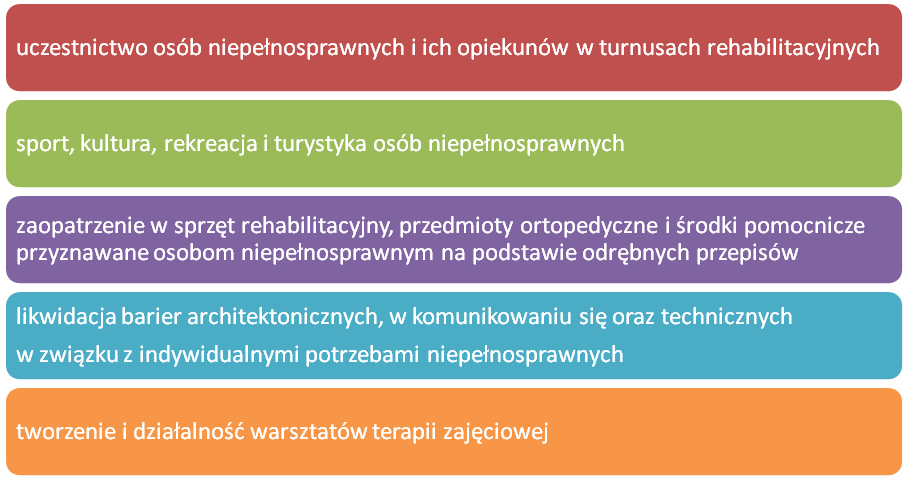 uczestnictwo osób niepełnosprawnych i ich opiekunów w turnusach rehabilitacyjnych
sport, kultura, rekreacja i turystyka osób niepełnosprawnych
zaopatrzenie w sprzęt rehabilitacyjny, przedmioty ortopedyczne i środki pomocnicze
przyznawane osobom niepełnosprawnym na podstawie odrębnych przepisów
likwidacja barier architektonicznych, w komunikowaniu się oraz technicznych
w związku z indywidualnymi potrzebami niepełnosprawnych
tworzenie i działalność warsztatów terapii zajęciowej